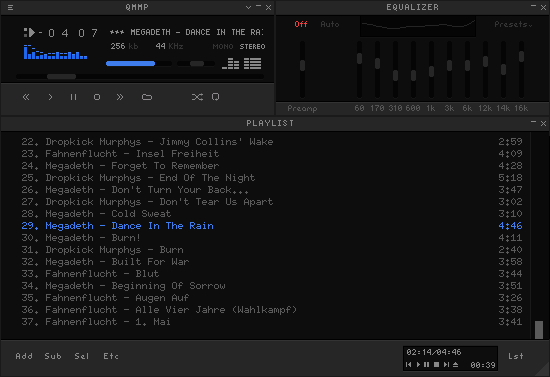 QMMP
-04 07
*** MEGADETH - DANCE IN THE RAI
256 kb 44 KHz MONO STEREO
EQUALIZER
Off Auto Presets
Preamp 60 170 310 600 1k 3k 6k 12k 14k 16k
PLAYLIST
22. Dropkick Murphys - Jimmy Collins' Wake 2:59
23. Fahnenflucht - Insel Freiheit 4:09
24. Megadeth - Forget To Remember 4:28
25. Dropkick Murphys - End Of The Night 5:18
26. Megadeth - Don't Turn Your Back... 3:47
27. Dropkick Murphys - Don't Tear Us Apart 3:02
28. Megadeth - Cold Sweat 3:10
29. Megadeth - Dance In The Rain 4:46
30. Megadeth - Burn! 4:11
31. Dropkick Murphys - Burn 2:40
32. Megadeth - Built For War 3:58
33. Fahnenflucht - Blut 3:44
34. Megadeth - Beginning Of Sorrow 3:51
35. Fahnenflucht - Augen Auf 3:26
36. Fahnenflucht - Alle Vier Jahre (Wahlkampf) 3:38
37. Fahnenflucht - 1. Mai 3:41
Add Sub Sel Etc
02:14/04:46
00:39
Lst